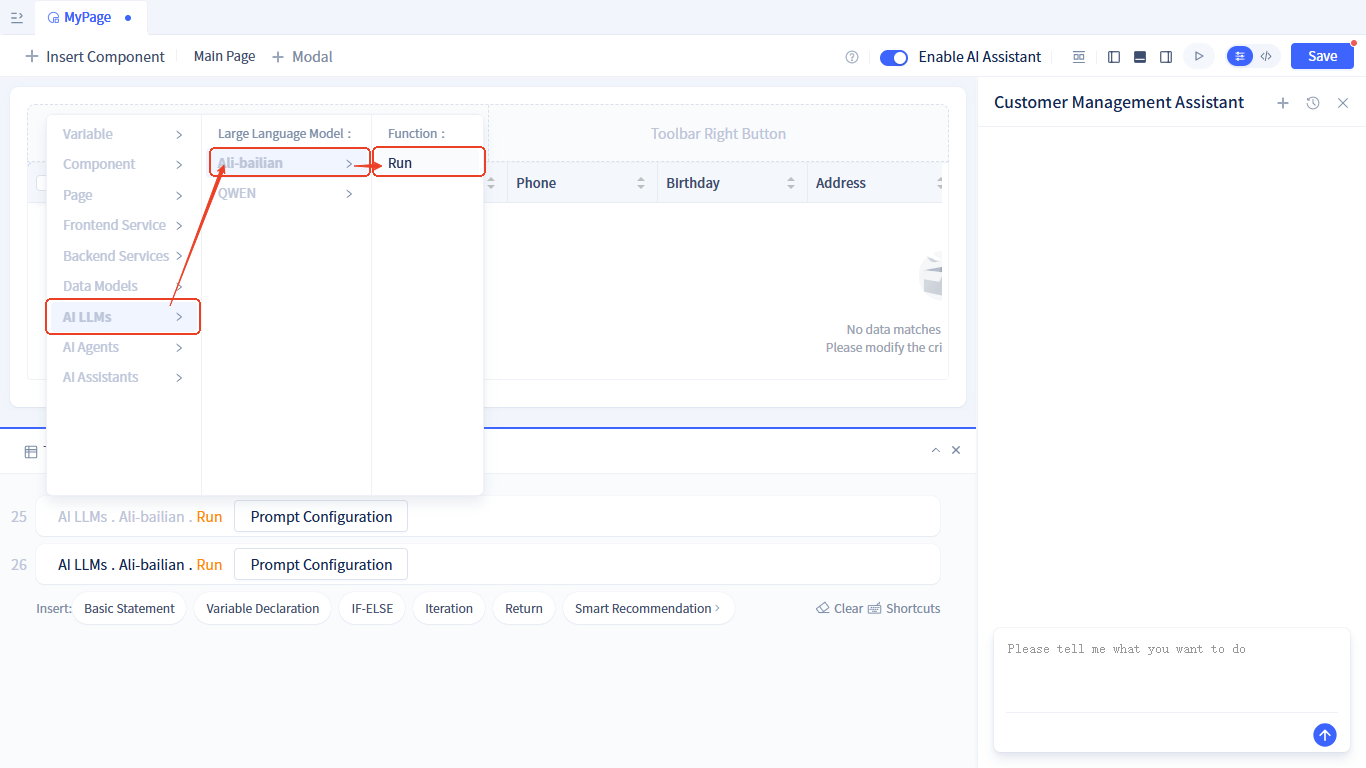 MyPage
Insert Component
Main Page
Modal
Enable AI Assistant
Save
Customer Management Assistant
Toolbar Right Button
Variable
Component
Page
Frontend Service
Backend Services
Data Models
AI LLMs
AI Agents
AI Assistants
Large Language Model :
Ali-bailian
QWEN
Function :
Run
Phone
Birthday
Address
No data matches
Please modify the cri
25 AI LLMs . Ali-bailian . Run Prompt Configuration
26 AI LLMs . Ali-bailian . Run Prompt Configuration
Insert: Basic Statement Variable Declaration IF-ELSE Iteration Return Smart Recommendation Clear Shortcuts
Please tell me what you want to do